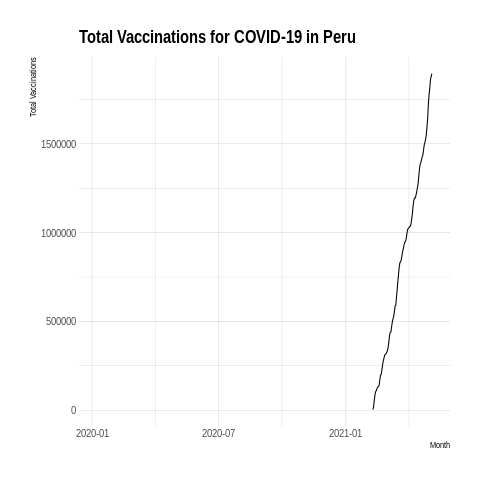 Total Vaccinations for COVID-19 in Peru
Total Vaccinations
1500000
1000000
500000
0
2020-01 2020-07 2021-01
Month